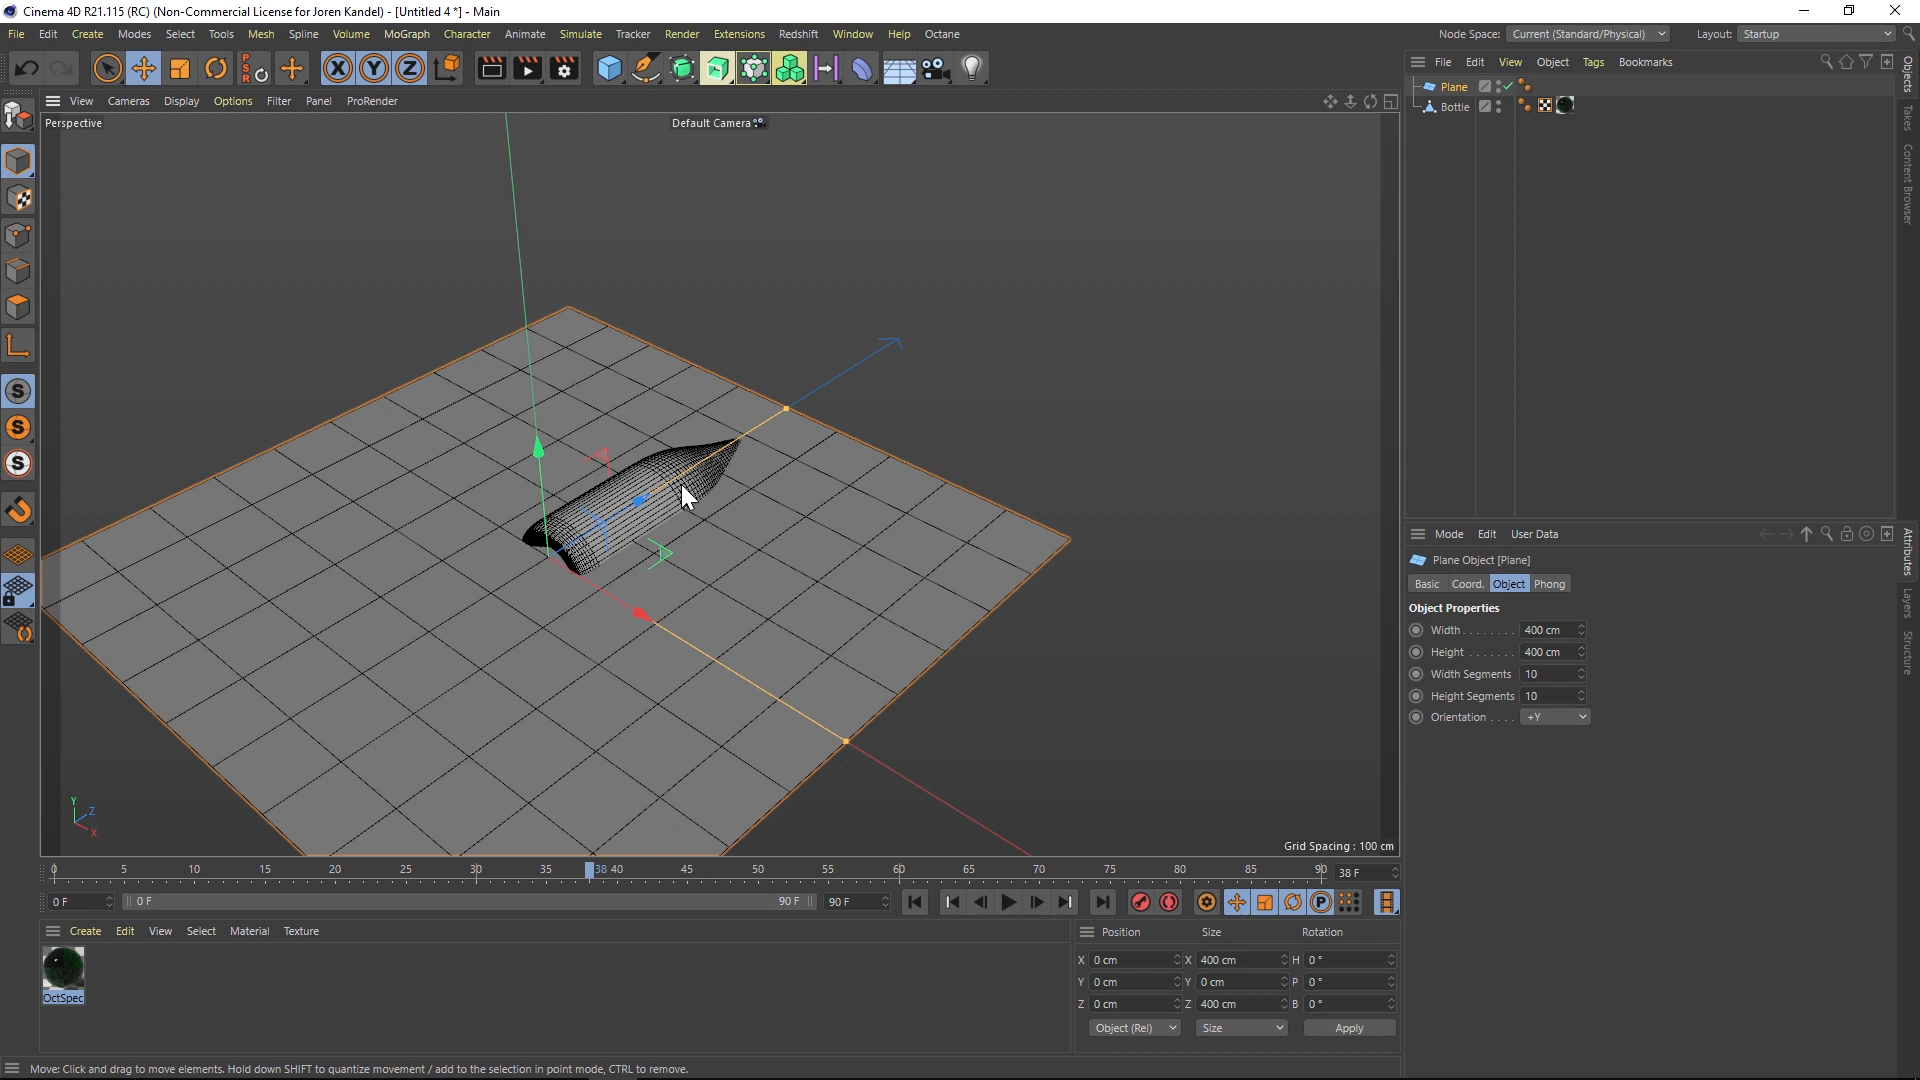 Cinema 4D R21.115 (RC) (Non-Commercial License for Joren Kandel) - [Untitled 4 *] - Main
File Edit Create Modes Select Tools Mesh Spline Volume MoGraph Character Animate Simulate Tracker Render Extensions Redshift Window Help Octane
Node Space: Current (Standard/Physical) Layout: Startup
PSR X Y Z
View Cameras Display Options Filter Panel ProRender
Perspective
Default Camera
File Edit View Object Tags Bookmarks
Plane
Bottle
Objects
Takes
Content Browser
S
S
S
Y
Z
X
Grid Spacing : 100 cm
Mode Edit User Data
Plane Object [Plane]
Basic Coord. Object Phong
Object Properties
Width. . . . . . . . 400 cm
Height . . . . . . . 400 cm
Width Segments 10
Height Segments 10
Orientation . . . . +Y
Attributes
Layers
Structure
0 5 10 15 20 25 30 35 38 40 45 50 55 60 65 70 75 80 85 90 38 F
0 F 0 F 90 F 90 F P
Create Edit View Select Material Texture
OctSpec
Position Size Rotation
X 0 cm X 400 cm H 0 °
Y 0 cm Y 0 cm P 0 °
Z 0 cm Z 400 cm B 0 °
Object (Rel) Size Apply
Move: Click and drag to move elements. Hold down SHIFT to quantize movement / add to the selection in point mode, CTRL to remove.